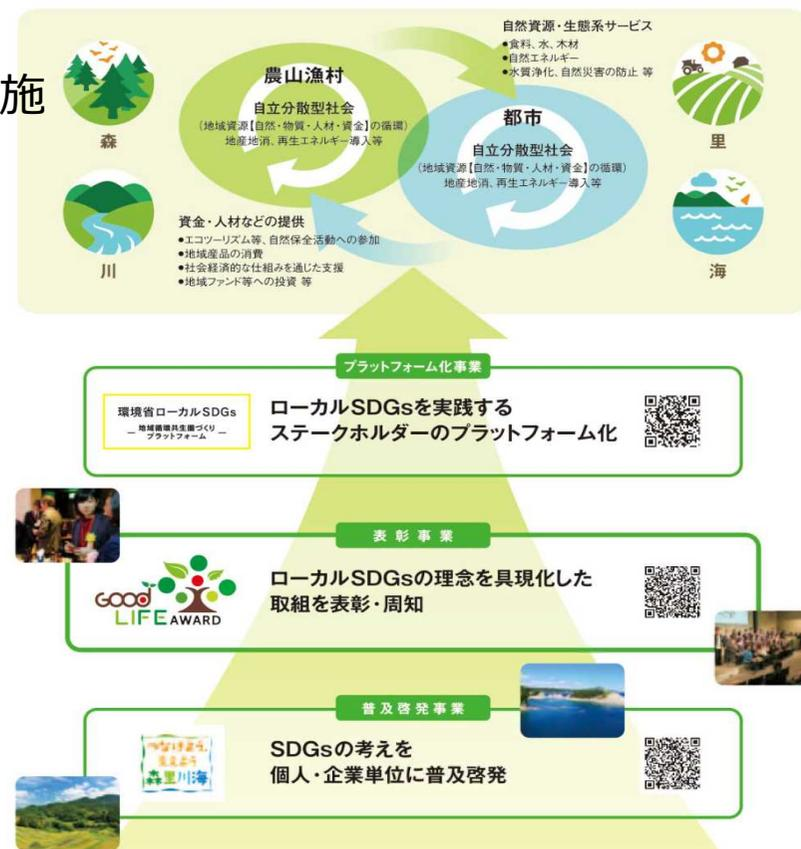 施
自然資源・生態系サービス
●食料、水、木材
●自然エネルギー
●水質浄化、自然災害の防止 等
農山漁村
自立分散型社会
(地域資源【自然・物質・人材・資金】の循環)
地産地消、再生エネルギー導入等
都市
自立分散型社会
(地域資源【自然・物質・人材・資金】の循環)
地産地消、再生エネルギー導入等
森
里
川
海
資金・人材などの提供
●エコツーリズム等、自然保全活動への参加
●地域産品の消費
●社会経済的な仕組みを通じた支援
●地域ファンド等への投資 等
プラットフォーム化事業
環境省ローカルSDGs
― 地域循環共生圏づくり ―
プラットフォーム
ローカルSDGsを実践する
ステークホルダーのプラットフォーム化
表彰事業
GOOD
LIFE AWARD
ローカルSDGsの理念を具現化した
取組を表彰・周知
普及啓発事業
つなげよう、
支えよう
森里川海
SDGsの考えを
個人・企業単位に普及啓発